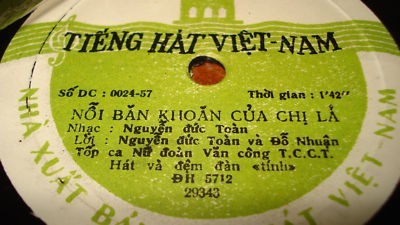 TIẾNG HÁT VIỆT-NAM
Số DC : 0024-57 Thời gian : 1'42"
NỖI BĂN KHOĂN CỦA CHỊ LẢ
Nhạc : Nguyễn đức Toàn
Lời : Nguyễn đức Toàn và Đỗ Nhuận
Tốp ca Nữ đoàn Văn công T.C.C.T.
Hát và đệm đàn «tính»
ĐH 5712
29343
NHÀ XUẤT BẢN HÁT VIỆT-NAM